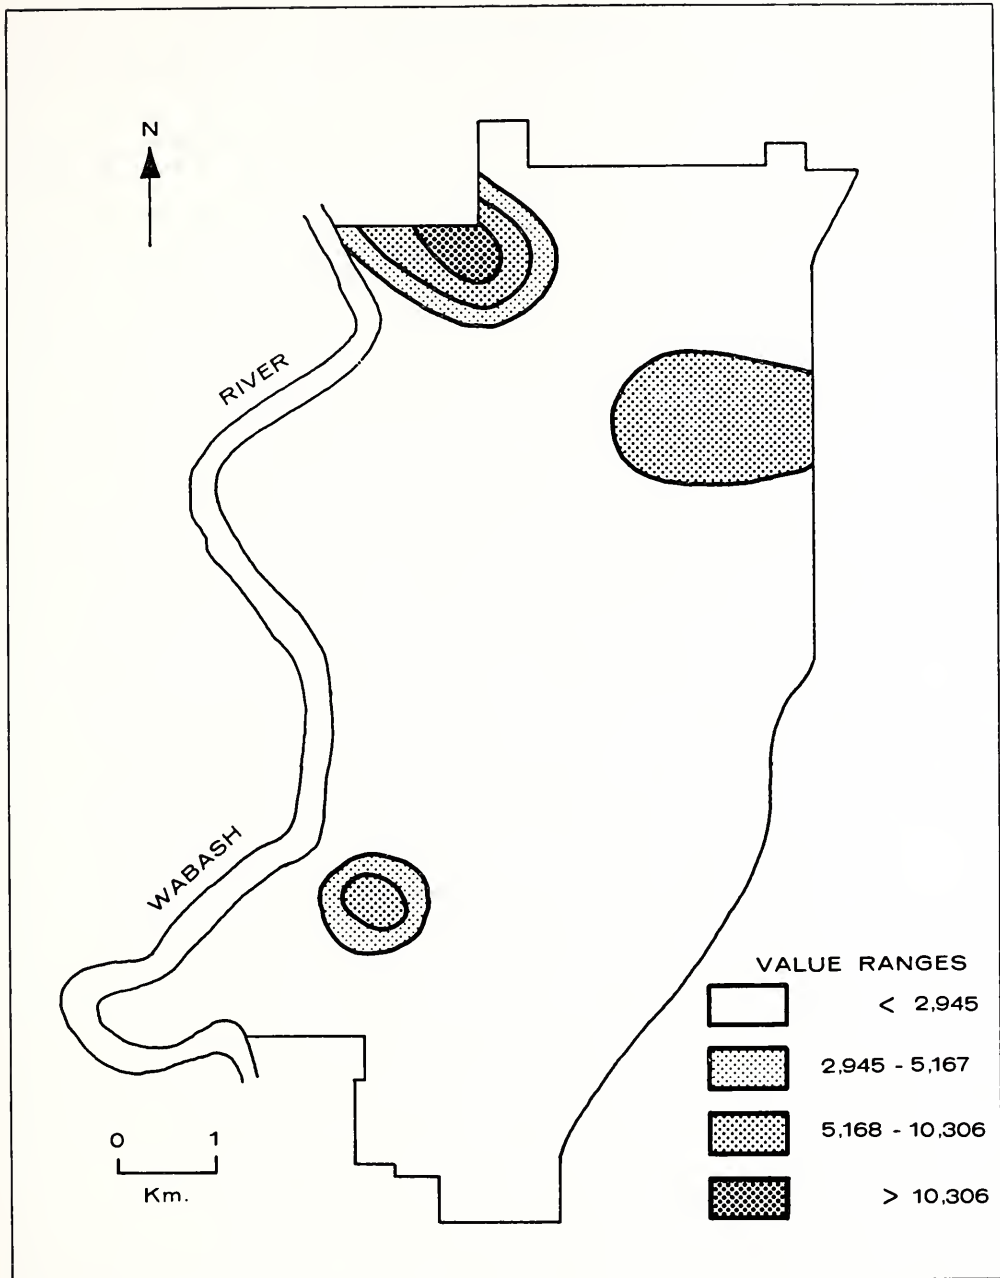 N
RIVER
WABASH
VALUE RANGES
< 2,945
2,945 - 5,167
5,168 - 10,306
> 10,306
0 1
Km.